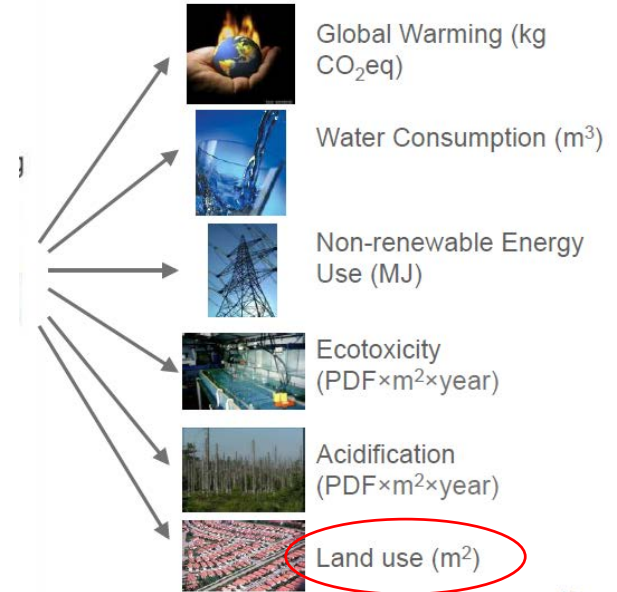 Global Warming (kg
CO₂eq)
Water Consumption (m³)
Non-renewable Energy
Use (MJ)
Ecotoxicity
(PDF×m²×year)
Acidification
(PDF×m²×year)
Land use (m²)